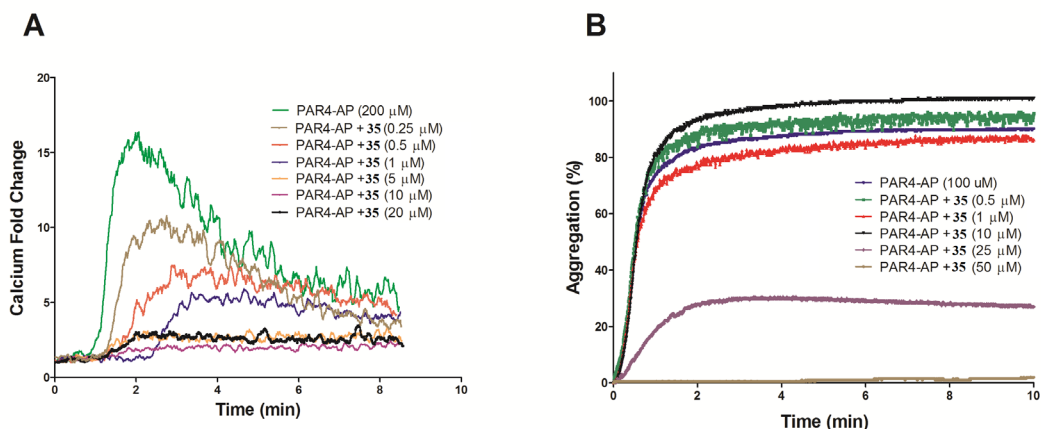 A
B
20
15
10
5
0
0
2
4
6
8
10
Calcium Fold Change
Time (min)
PAR4-AP (200 μM)
PAR4-AP + 35 (0.25 μM)
PAR4-AP + 35 (0.5 μM)
PAR4-AP + 35 (1 μM)
PAR4-AP + 35 (5 μM)
PAR4-AP + 35 (10 μM)
PAR4-AP +35 (20 μM)
100
80
60
40
20
0
0
2
4
6
8
10
Aggregation (%)
Time (min)
PAR4-AP (100 uM)
PAR4-AP + 35 (0.5 μM)
PAR4-AP + 35 (1 μM)
PAR4-AP + 35 (10 μM)
PAR4-AP +35 (25 μM)
PAR4-AP +35 (50 μM)